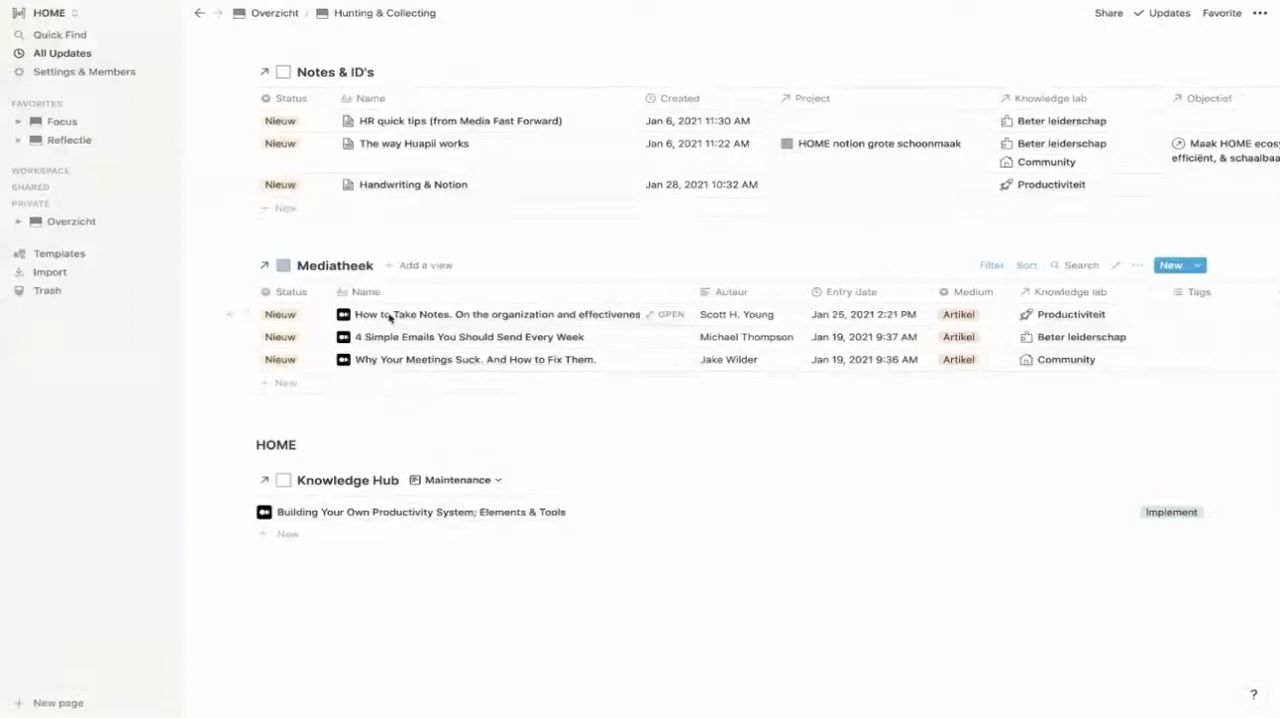 HOME
Overzicht / Hunting & Collecting
Share Updates Favorite
Quick Find
All Updates
Settings & Members
FAVORITES
Focus
Reflectie
WORKSPACE
SHARED
PRIVATE
Overzicht
Templates
Import
Trash
New page
Notes & ID's
Status Name Created Project Knowledge lab Objectief
Nieuw HR quick tips (from Media Fast Forward) Jan 6, 2021 11:30 AM Beter leiderschap
Nieuw The way Huapii works Jan 6, 2021 11:22 AM HOME notion grote schoonmaak Beter leiderschap Maak HOME ecosy
Community efficiënt, & schaalbaa
Nieuw Handwriting & Notion Jan 28, 2021 10:32 AM Productiviteit
New
Mediatheek + Add a view Filter Sort Search New
Status Name Auteur Entry date Medium Knowledge lab Tags
Nieuw How to Take Notes. On the organization and effectivenes OPEN Scott H. Young Jan 25, 2021 2:21 PM Artikel Productiviteit
Nieuw 4 Simple Emails You Should Send Every Week Michael Thompson Jan 19, 2021 9:37 AM Artikel Beter leiderschap
Nieuw Why Your Meetings Suck. And How to Fix Them. Jake Wilder Jan 19, 2021 9:36 AM Artikel Community
+ New
HOME
Knowledge Hub Maintenance
Building Your Own Productivity System; Elements & Tools Implement
+ New
?